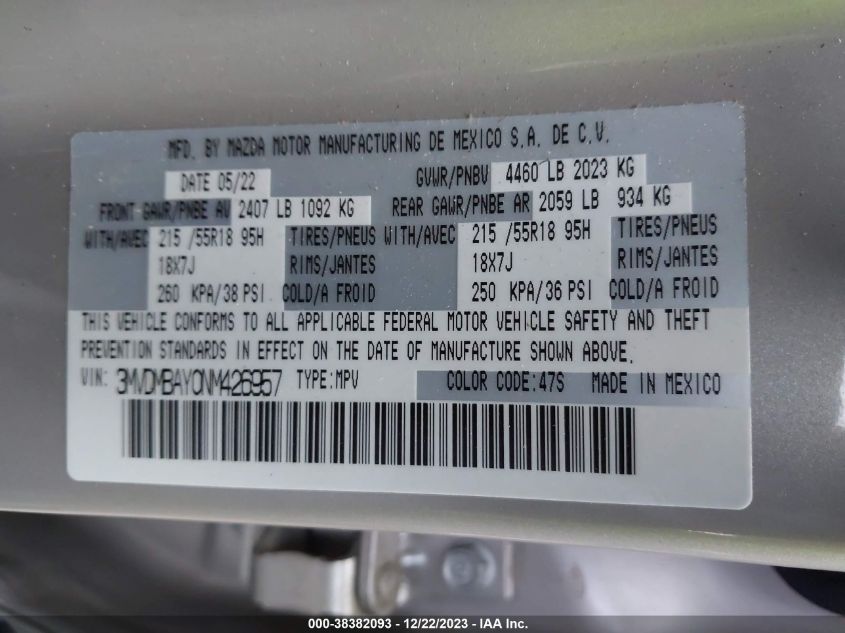 MFD. BY MAZDA MOTOR MANUFACTURING DE MEXICO S.A. DE C.V.
DATE 05/22 GVWR/PNBV 4460 LB 2023 KG
FRONT GAWR/PNBE AV 2407 LB 1092 KG REAR GAWR/PNBE AR 2059 LB 934 KG
WITH/AVEC 215 /55R18 95H TIRES/PNEUS WITH/AVEC 215 /55R18 95H TIRES/PNEUS
18X7J RIMS/JANTES 18X7J RIMS/JANTES
260 KPA/38 PSI COLD/A FROID 250 KPA/36 PSI COLD/A FROID
THIS VEHICLE CONFORMS TO ALL APPLICABLE FEDERAL MOTOR VEHICLE SAFETY AND THEFT
PREVENTION STANDARDS IN EFFECT ON THE DATE OF MANUFACTURE SHOWN ABOVE.
VIN: 3MVDMBAY0NM426957 TYPE:MPV COLOR CODE:47S MADE IN MEXICO
000-38382093 - 12/22/2023 - IAA Inc.